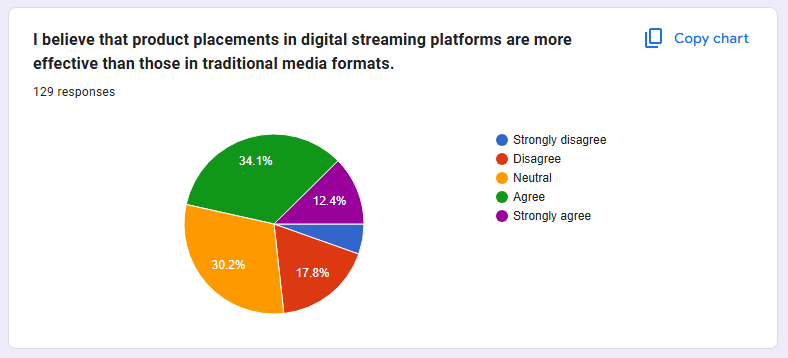 I believe that product placements in digital streaming platforms are more
effective than those in traditional media formats.
Copy chart
129 responses
34.1%
12.4%
30.2%
17.8%
Strongly disagree
Disagree
Neutral
Agree
Strongly agree